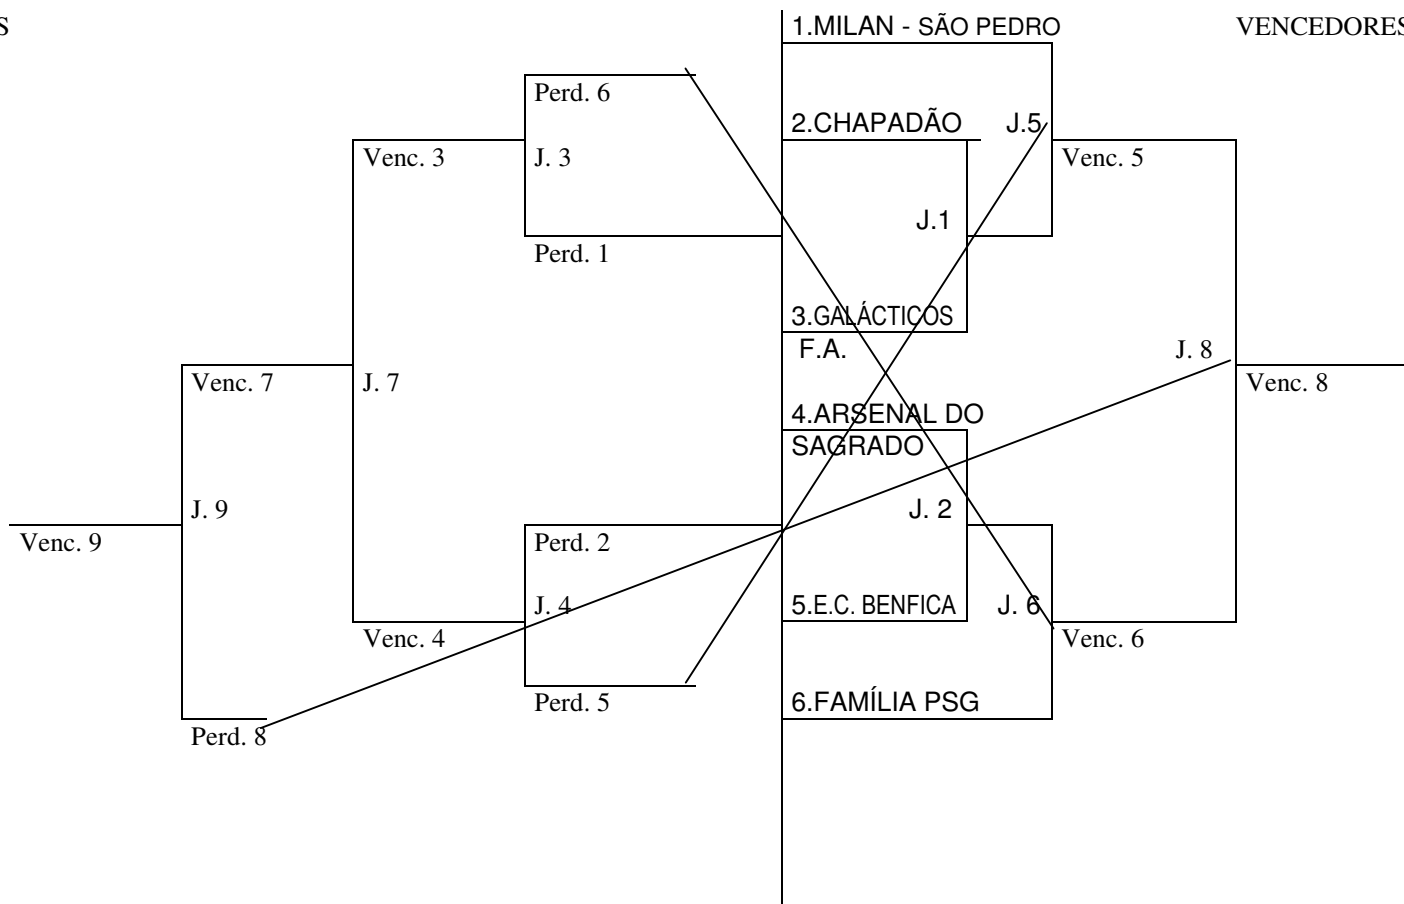 S
1.MILAN - SÃO PEDRO
VENCEDORES
Perd. 6
2.CHAPADÃO
J.5
Venc. 3
J. 3
Venc. 5
J.1
Perd. 1
3.GALÁCTICOS
F.A.
J. 8
Venc. 7
J. 7
Venc. 8
4.ARSENAL DO
SAGRADO
J. 9
J. 2
Venc. 9
Perd. 2
J. 4
5.E.C. BENFICA
J. 6
Venc. 4
Venc. 6
Perd. 5
6.FAMÍLIA PSG
Perd. 8